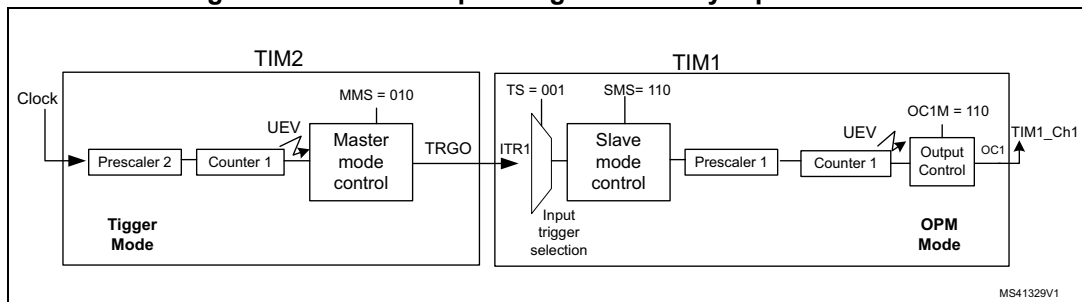 TIM2
TIM1
Clock
MMS = 010
TS = 001
SMS= 110
OC1M = 110
TIM1_Ch1
UEV
UEV
Prescaler 2
Counter 1
Master
mode
control
TRGO
ITR1
Slave
mode
control
Prescaler 1
Counter 1
Output
Control
OC1
Tigger
Mode
Input
trigger
selection
OPM
Mode
MS41329V1